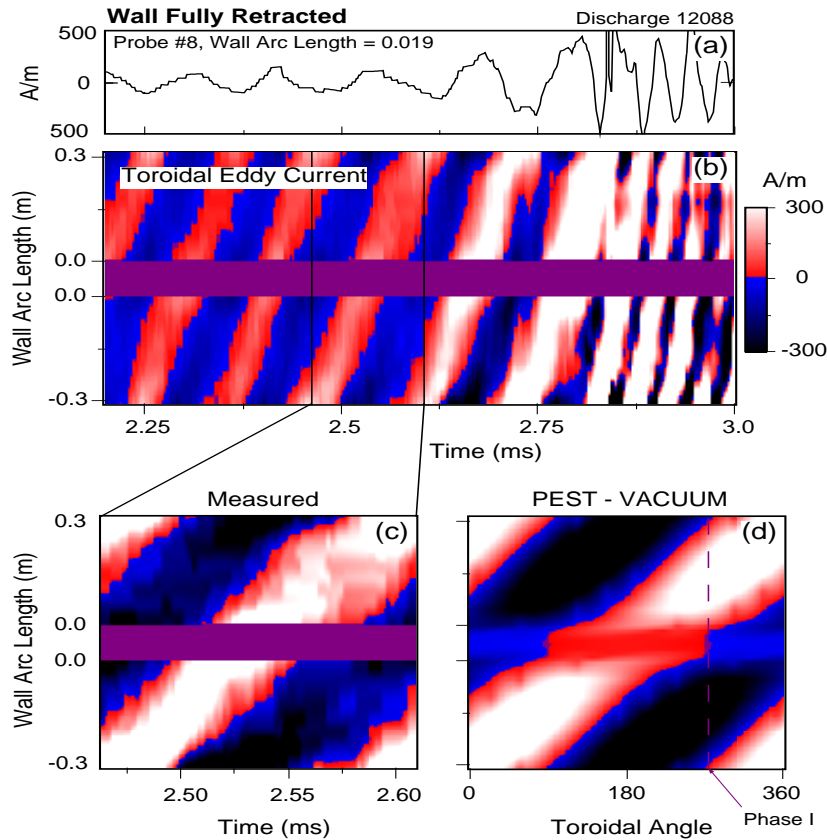 Wall Fully Retracted
Discharge 12088
500
0
500
A/m
Probe #8, Wall Arc Length = 0.019
(a)
0.3
0.0
0.0
-0.3
Wall Arc Length (m)
Toroidal Eddy Current
(b)
A/m
300
0
-300
2.25
2.5
2.75
3.0
Time (ms)
Measured
PEST - VACUUM
0.3
0.0
0.0
-0.3
Wall Arc Length (m)
(c)
(d)
2.50
2.55
2.60
0
180
360
Time (ms)
Toroidal Angle
Phase I